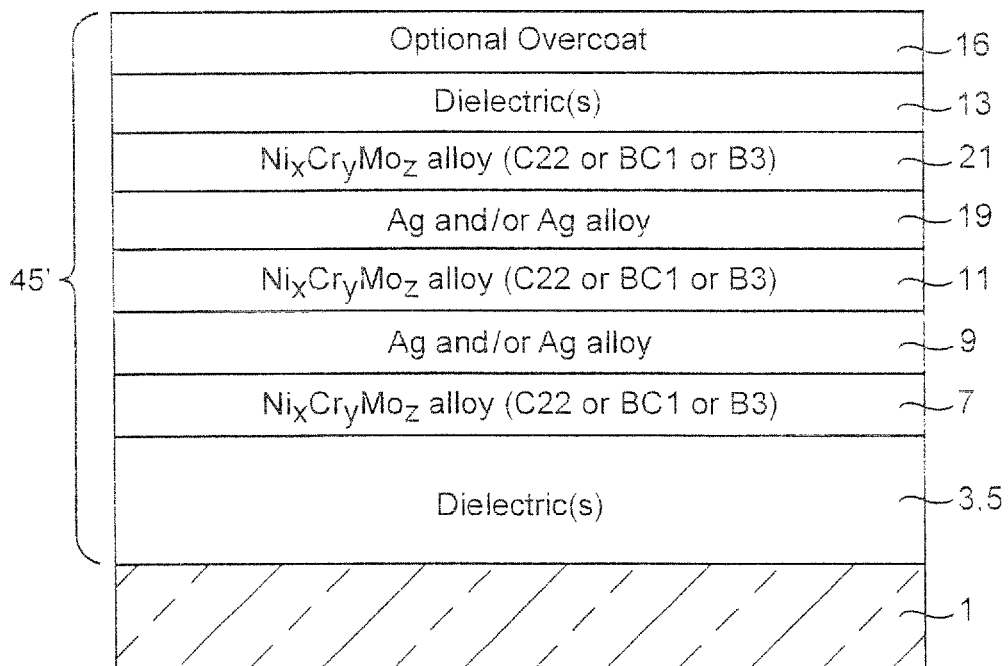 Optional Overcoat 16
Dielectric(s) 13
NixCryMoz alloy (C22 or BC1 or B3) 21
Ag and/or Ag alloy 19
45' NixCryMoz alloy (C22 or BC1 or B3) 11
Ag and/or Ag alloy 9
NixCryMoz alloy (C22 or BC1 or B3) 7
Dielectric(s) 3,5
1